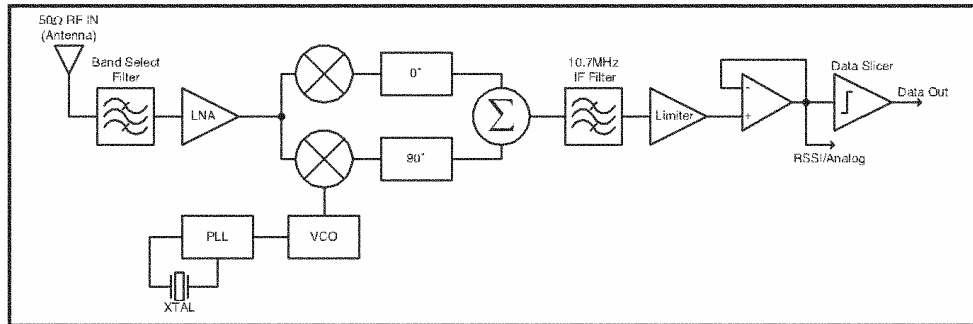 50Ω RF IN
(Antenna)
Band Select
Filter
LNA
0°
90°
Σ
10.7MHz
IF Filter
Limiter
-
+
Data Slicer
Data Out
RSSI/Analog
PLL
VCO
XTAL